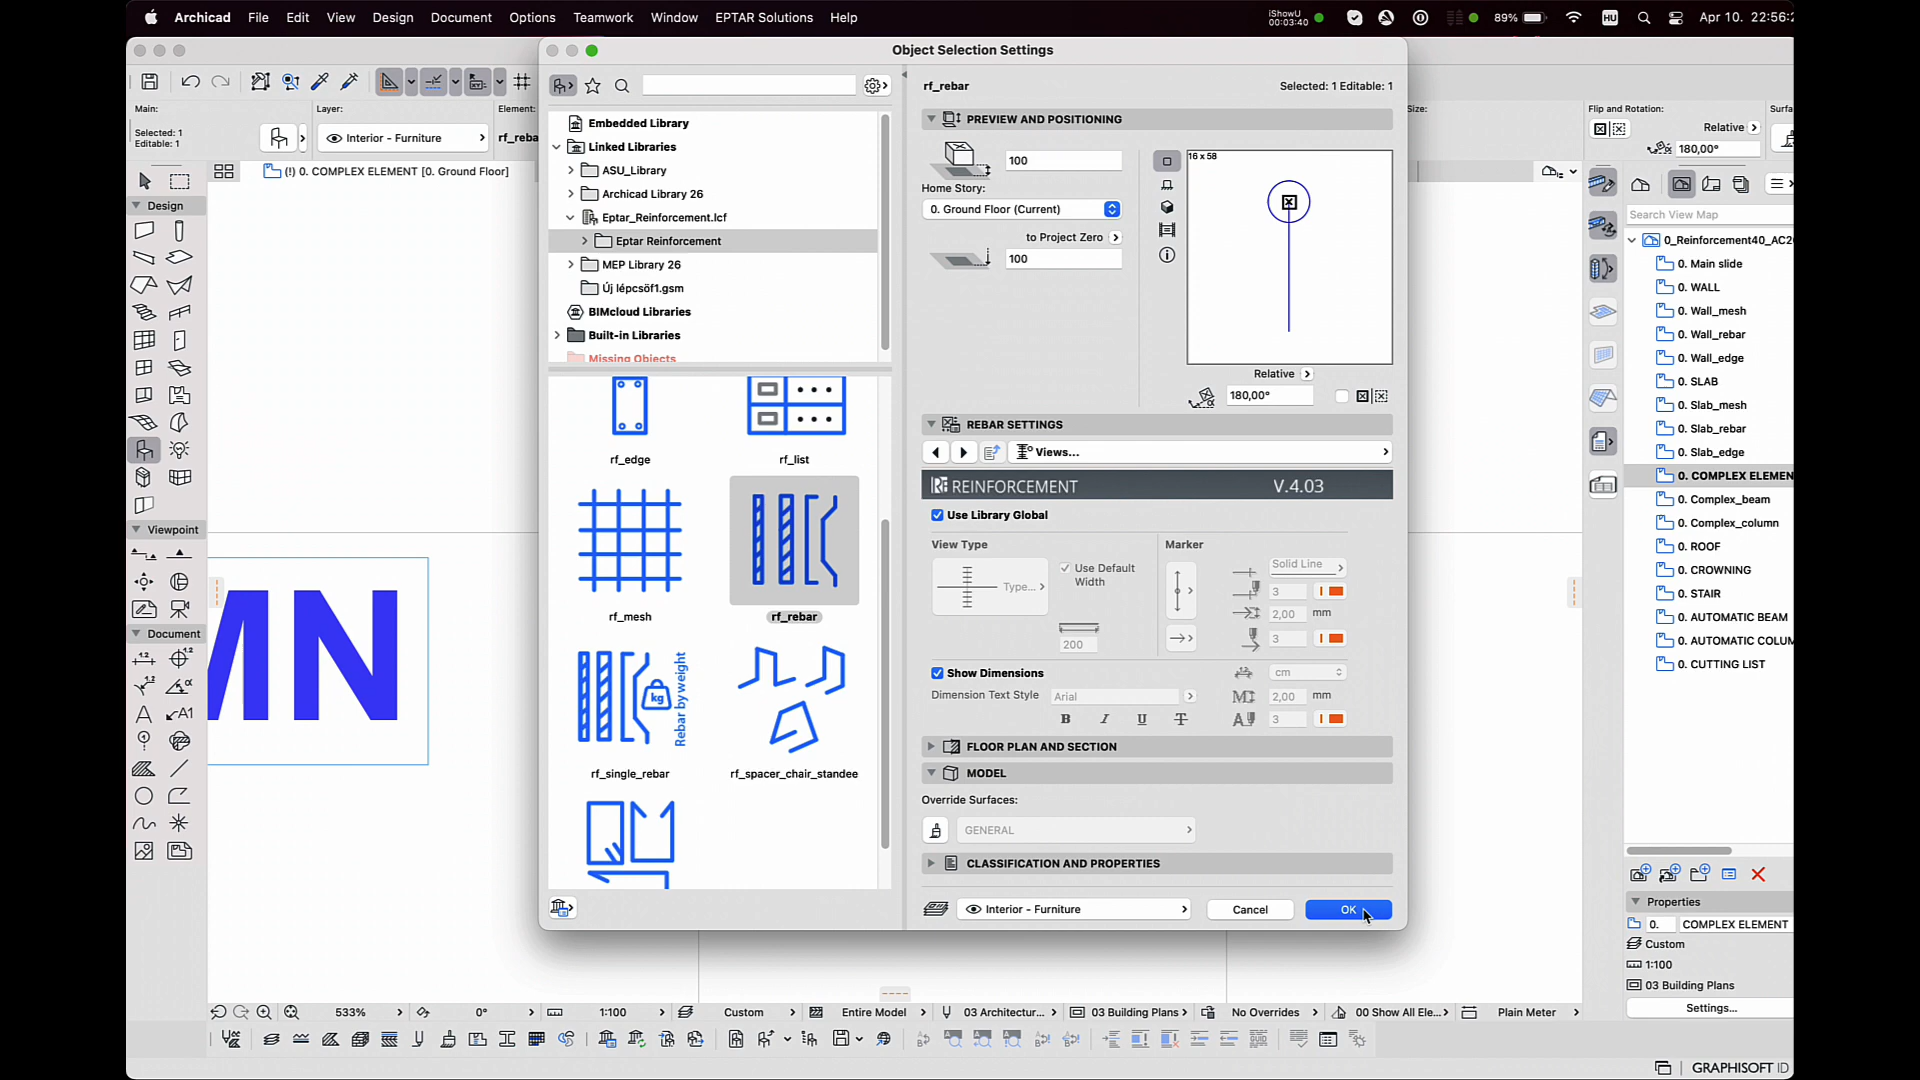 Archicad File Edit View Design Document Options Teamwork Window EPTAR Solutions Help
iShowU
00:03:40
89% HU Apr 10. 22:56:2
Object Selection Settings
Main:
Selected: 1
Editable: 1
Layer:
Interior - Furniture
Element:
rf_reba
(!) 0. COMPLEX ELEMENT [0. Ground Floor]
Design
Viewpoint
Document
MN
Embedded Library
Linked Libraries
ASU_Library
Archicad Library 26
Eptar_Reinforcement.lcf
Eptar Reinforcement
MEP Library 26
Új lépcsöf1.gsm
BIMcloud Libraries
Built-in Libraries
Missing Objects
rf_edge
rf_list
rf_mesh
rf_rebar
kg
Rebar by weight
rf_single_rebar
rf_spacer_chair_standee
rf_rebar
Selected: 1 Editable: 1
PREVIEW AND POSITIONING
100
Home Story:
0. Ground Floor (Current)
to Project Zero
100
16 x 58
Relative
180,00°
REBAR SETTINGS
Views...
REINFORCEMENT V.4.03
Use Library Global
View Type
Type...
Use Default
Width
200
Marker
Solid Line
3
2,00 mm
3
Show Dimensions
cm
Dimension Text Style
Arial
2,00 mm
B I U T
3
FLOOR PLAN AND SECTION
MODEL
Override Surfaces:
GENERAL
CLASSIFICATION AND PROPERTIES
Interior - Furniture
Cancel
OK
Size:
Flip and Rotation:
Relative
180,00°
Surfa
Search View Map
0_Reinforcement40_AC2
0. Main slide
0. WALL
0. Wall_mesh
0. Wall_rebar
0. Wall_edge
0. SLAB
0. Slab_mesh
0. Slab_rebar
0. Slab_edge
0. COMPLEX ELEMEN
0. Complex_beam
0. Complex_column
0. ROOF
0. CROWNING
0. STAIR
0. AUTOMATIC BEAM
0. AUTOMATIC COLUM
0. CUTTING LIST
Properties
0. COMPLEX ELEMENT
Custom
1:100
03 Building Plans
Settings...
533% 0° 1:100 Custom Entire Model 03 Architectur... 03 Building Plans No Overrides 00 Show All Ele... Plain Meter
GRAPHISOFT ID